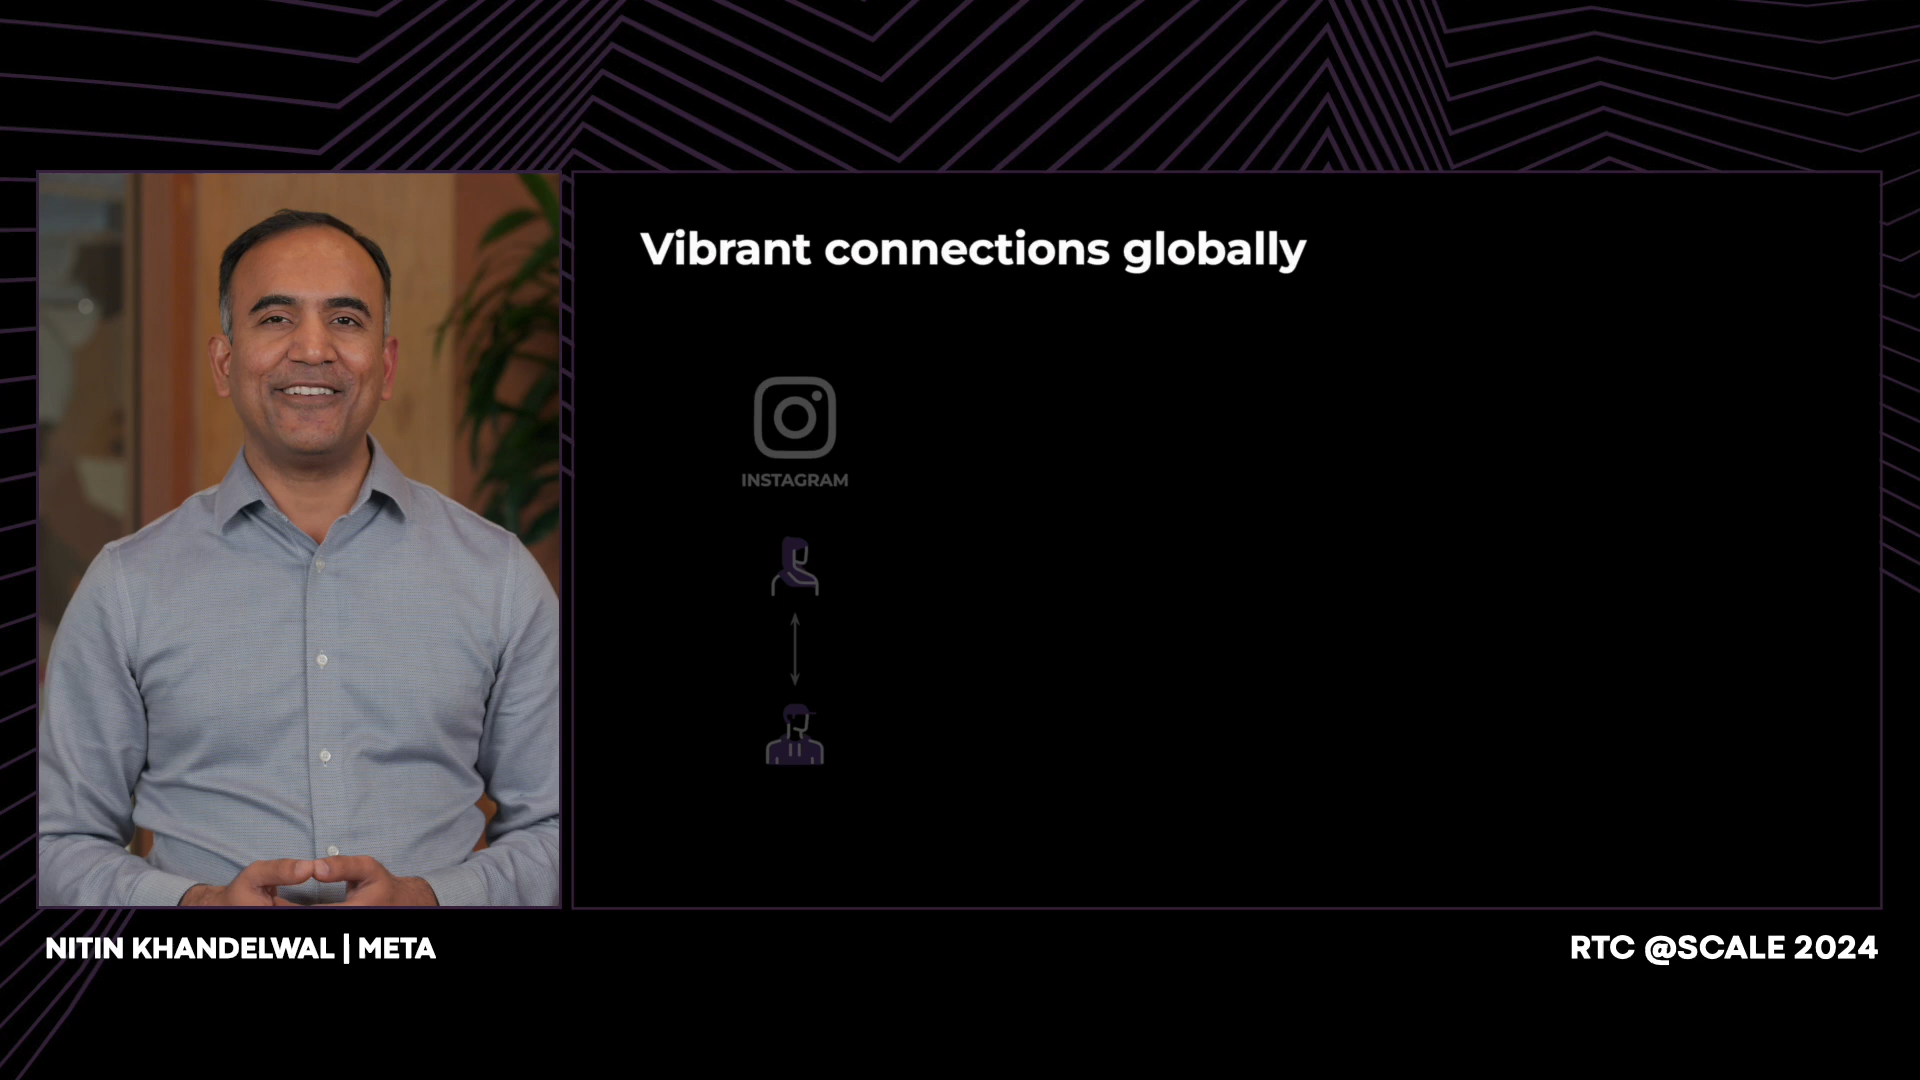 Vibrant connections globally
INSTAGRAM
NITIN KHANDELWAL | META
RTC @SCALE 2024